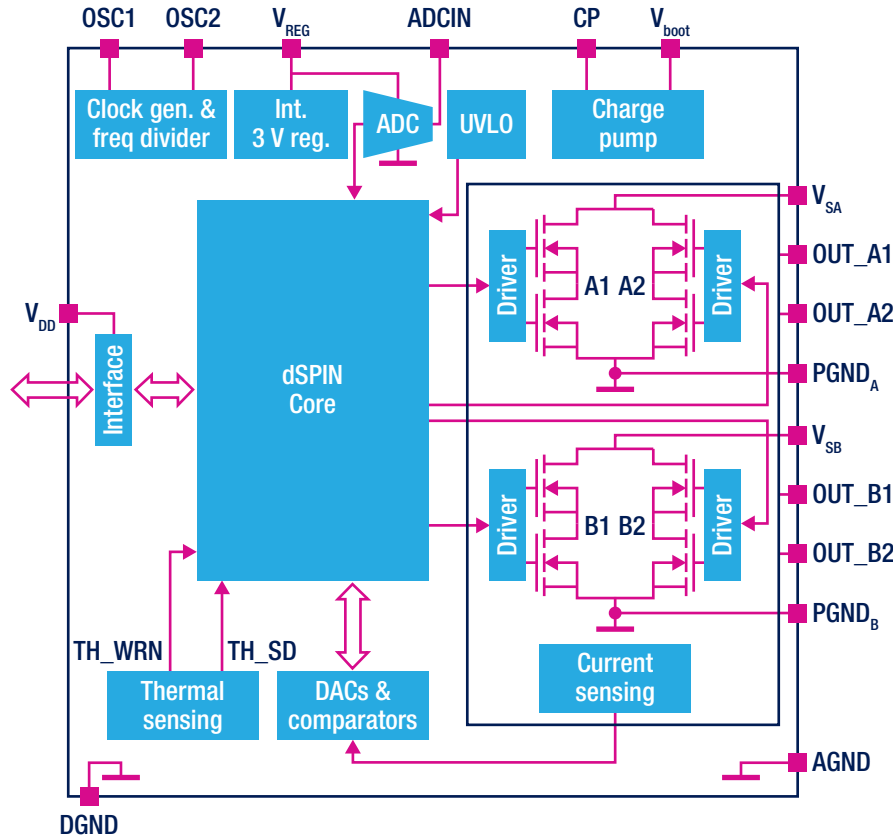 OSC1 OSC2 VREG ADCIN CP Vboot
Clock gen. &
freq divider
Int.
3 V reg.
ADC
UVLO
Charge
pump
VSA
OUT_A1
OUT_A2
PGNDA
VSB
OUT_B1
OUT_B2
PGNDB
AGND
VDD
Interface
dSPIN
Core
Driver
A1 A2
Driver
Driver
B1 B2
Driver
TH_WRN
TH_SD
Thermal
sensing
DACs &
comparators
Current
sensing
DGND